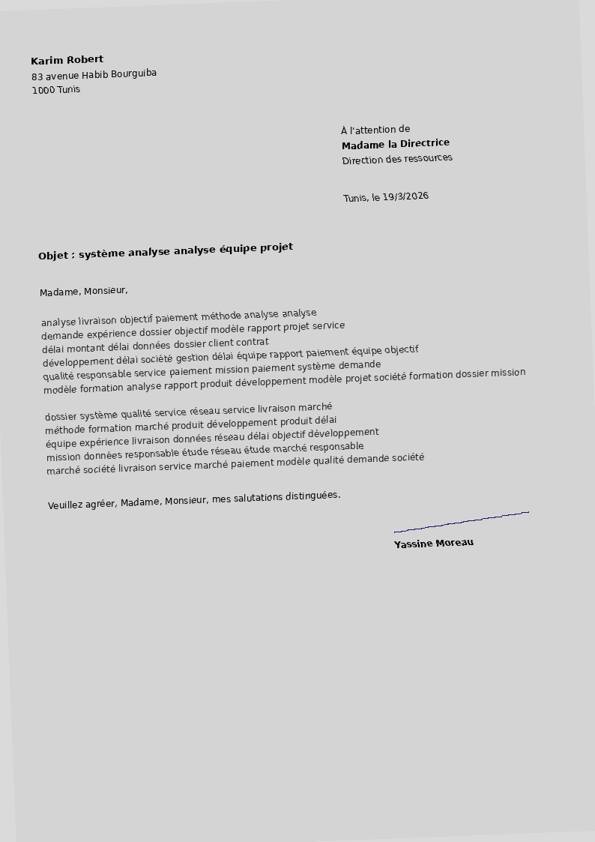 Karim Robert
83 avenue Habib Bourguiba
1000 Tunis
À l'attention de
Madame la Directrice
Direction des ressources
Tunis, le 19/3/2026
Objet : système analyse analyse équipe projet
Madame, Monsieur,
analyse livraison objectif paiement méthode analyse analyse
demande expérience dossier objectif modèle rapport projet service
délai montant délai données dossier client contrat
développement délai société gestion délai équipe rapport paiement équipe objectif
qualité responsable service paiement mission paiement système demande
modèle formation analyse rapport produit développement modèle projet société formation dossier mission
dossier système qualité service réseau service livraison marché
méthode formation marché produit développement produit délai
équipe expérience livraison données réseau délai objectif développement
mission données responsable étude réseau étude marché responsable
marché société livraison service marché paiement modèle qualité demande société
Veuillez agréer, Madame, Monsieur, mes salutations distinguées.
Yassine Moreau